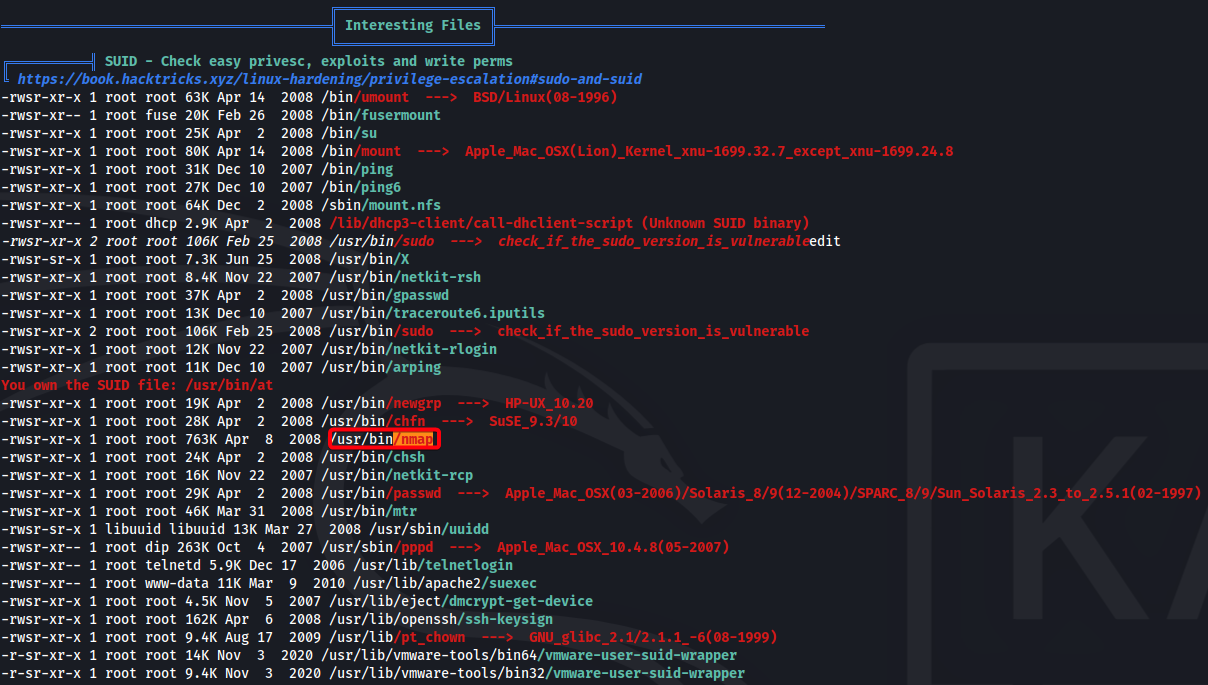 Interesting Files
SUID - Check easy privesc, exploits and write perms
https://book.hacktricks.xyz/linux-hardening/privilege-escalation#sudo-and-suid
-rwsr-xr-x 1 root root 63K Apr 14  2008 /bin/umount  --->  BSD/Linux(08-1996)
-rwsr-xr-- 1 root fuse 20K Feb 26  2008 /bin/fusermount
-rwsr-xr-x 1 root root 25K Apr  2  2008 /bin/su
-rwsr-xr-x 1 root root 80K Apr 14  2008 /bin/mount  --->  Apple_Mac_OSX(Lion)_Kernel_xnu-1699.32.7_except_xnu-1699.24.8
-rwsr-xr-x 1 root root 31K Dec 10  2007 /bin/ping
-rwsr-xr-x 1 root root 27K Dec 10  2007 /bin/ping6
-rwsr-xr-x 1 root root 64K Dec  2  2008 /sbin/mount.nfs
-rwsr-xr-- 1 root dhcp 2.9K Apr  2  2008 /lib/dhcp3-client/call-dhclient-script (Unknown SUID binary)
-rwsr-xr-x 2 root root 106K Feb 25  2008 /usr/bin/sudo  --->  check_if_the_sudo_version_is_vulnerableedit
-rwsr-sr-x 1 root root 7.3K Jun 25  2008 /usr/bin/X
-rwsr-xr-x 1 root root 8.4K Nov 22  2007 /usr/bin/netkit-rsh
-rwsr-xr-x 1 root root 37K Apr  2  2008 /usr/bin/gpasswd
-rwsr-xr-x 1 root root 13K Dec 10  2007 /usr/bin/traceroute6.iputils
-rwsr-xr-x 2 root root 106K Feb 25  2008 /usr/bin/sudo  --->  check_if_the_sudo_version_is_vulnerable
-rwsr-xr-x 1 root root 12K Nov 22  2007 /usr/bin/netkit-rlogin
-rwsr-xr-x 1 root root 11K Dec 10  2007 /usr/bin/arping
You own the SUID file: /usr/bin/at
-rwsr-xr-x 1 root root 19K Apr  2  2008 /usr/bin/newgrp  --->  HP-UX_10.20
-rwsr-xr-x 1 root root 28K Apr  2  2008 /usr/bin/chfn  --->  SuSE_9.3/10
-rwsr-xr-x 1 root root 763K Apr  8  2008 /usr/bin/nmap
-rwsr-xr-x 1 root root 24K Apr  2  2008 /usr/bin/chsh
-rwsr-xr-x 1 root root 16K Nov 22  2007 /usr/bin/netkit-rcp
-rwsr-xr-x 1 root root 29K Apr  2  2008 /usr/bin/passwd  --->  Apple_Mac_OSX(03-2006)/Solaris_8/9(12-2004)/SPARC_8/9/Sun_Solaris_2.3_to_2.5.1(02-1997)
-rwsr-xr-x 1 root root 46K Mar 31  2008 /usr/bin/mtr
-rwsr-sr-x 1 libuuid libuuid 13K Mar 27  2008 /usr/sbin/uuidd
-rwsr-xr-- 1 root dip 263K Oct  4  2007 /usr/sbin/pppd  --->  Apple_Mac_OSX_10.4.8(05-2007)
-rwsr-xr-- 1 root telnetd 5.9K Dec 17  2006 /usr/lib/telnetlogin
-rwsr-xr-- 1 root www-data 11K Mar  9  2010 /usr/lib/apache2/suexec
-rwsr-xr-x 1 root root 4.5K Nov  5  2007 /usr/lib/eject/dmcrypt-get-device
-rwsr-xr-x 1 root root 162K Apr  6  2008 /usr/lib/openssh/ssh-keysign
-rwsr-xr-x 1 root root 9.4K Aug 17  2009 /usr/lib/pt_chown  --->  GNU_glibc_2.1/2.1.1_-6(08-1999)
-r-sr-xr-x 1 root root 14K Nov  3  2020 /usr/lib/vmware-tools/bin64/vmware-user-suid-wrapper
-r-sr-xr-x 1 root root 9.4K Nov  3  2020 /usr/lib/vmware-tools/bin32/vmware-user-suid-wrapper
KA